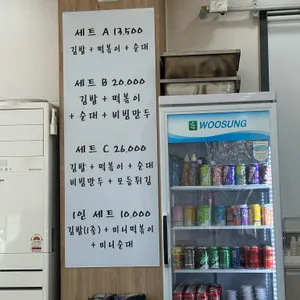 세트 A 13,500
김밥 + 떡볶이 + 순대
세트 B 20,000
김밥 + 떡볶이
+ 순대 + 비빔만두
세트 C 26,000
김밥 + 떡볶이 + 순대
비빔만두 + 모듬튀김
1인 세트 10,000
김밥(1줄) + 미니떡볶이
+ 미니순대
WOOSUNG